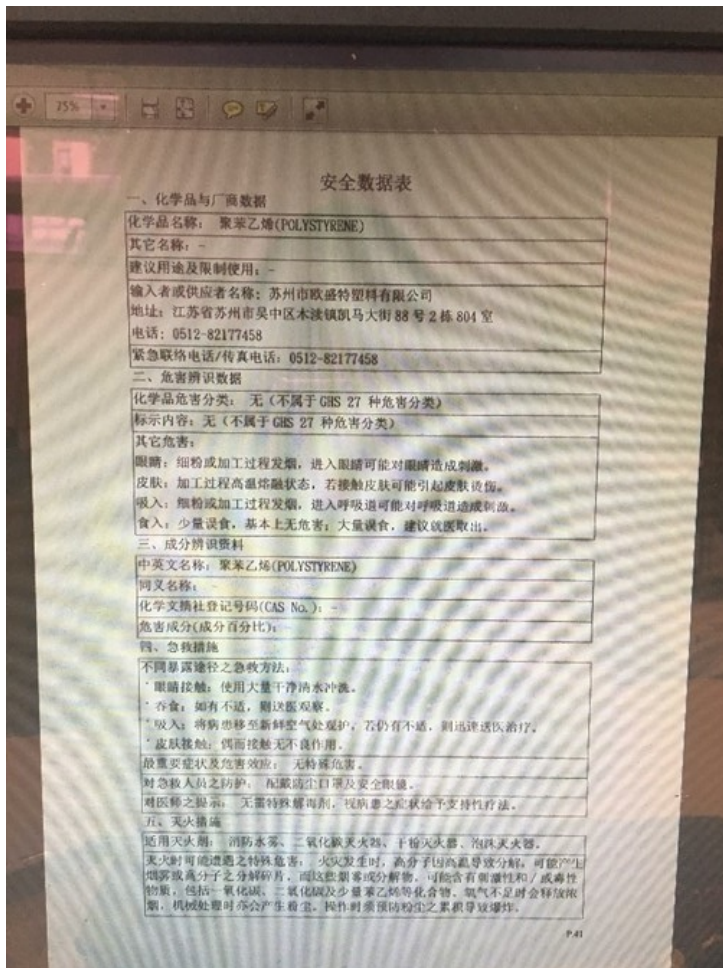 75%
安全数据表
一、化学品与厂商数据
化学品名称： 聚苯乙烯(POLYSTYRENE)
其它名称：-
建议用途及限制使用：-
输入者或供应者名称：苏州市欧盛特塑料有限公司
地址：江苏省苏州市吴中区木渎镇凯马大街88号2栋804室
电话：0512-82177458
紧急联络电话/传真电话：0512-82177458
二、危害辨识数据
化学品危害分类： 无（不属于GHS 27 种危害分类）
标示内容：无（不属于GHS 27 种危害分类）
其它危害：
眼睛：细粉或加工过程发烟，进入眼睛可能对眼睛造成刺激。
皮肤：加工过程高温熔融状态，若接触皮肤可能引起皮肤烫伤。
吸入：细粉或加工过程发烟，进入呼吸道可能对呼吸道造成刺激。
食入：少量误食，基本上无危害；大量误食，建议就医取出。
三、成分辨识资料
中英文名称：聚苯乙烯(POLYSTYRENE)
同义名称： -
化学文摘社登记号码(CAS No.)：-
危害成分(成分百分比)：
四、急救措施
不同暴露途径之急救方法：
·眼睛接触：使用大量干净清水冲洗。
·吞食：如有不适，则送医观察。
·吸入：将病患移至新鲜空气处观护，若仍有不适，则迅速送医治疗。
·皮肤接触：偶而接触无不良作用。
最重要症状及危害效应： 无特殊危害。
对急救人员之防护： 配戴防尘口罩及安全眼镜。
对医师之提示： 无需特殊解毒剂，视病患之症状给予支持性疗法。
五、灭火措施
适用灭火剂： 消防水雾、二氧化碳灭火器、干粉灭火器、泡沫灭火器。
灭火时可能遭遇之特殊危害： 火灾发生时，高分子因高温导致分解，可能产生
烟雾或高分子之分解碎片，而这些烟雾或分解物，可能含有刺激性和/或毒性
物质，包括一氧化碳、二氧化碳及少量苯乙烯等化合物，氧气不足时会释放浓
烟，机械处理时亦会产生粉尘，操作时须预防粉尘之累积导致爆炸。
P.41